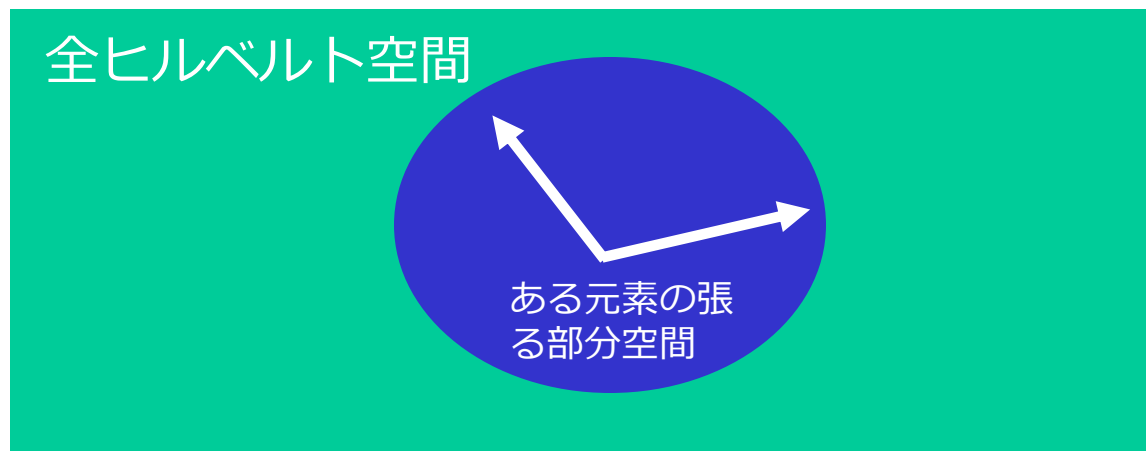 全ヒルベルト空間
ある元素の張
る部分空間